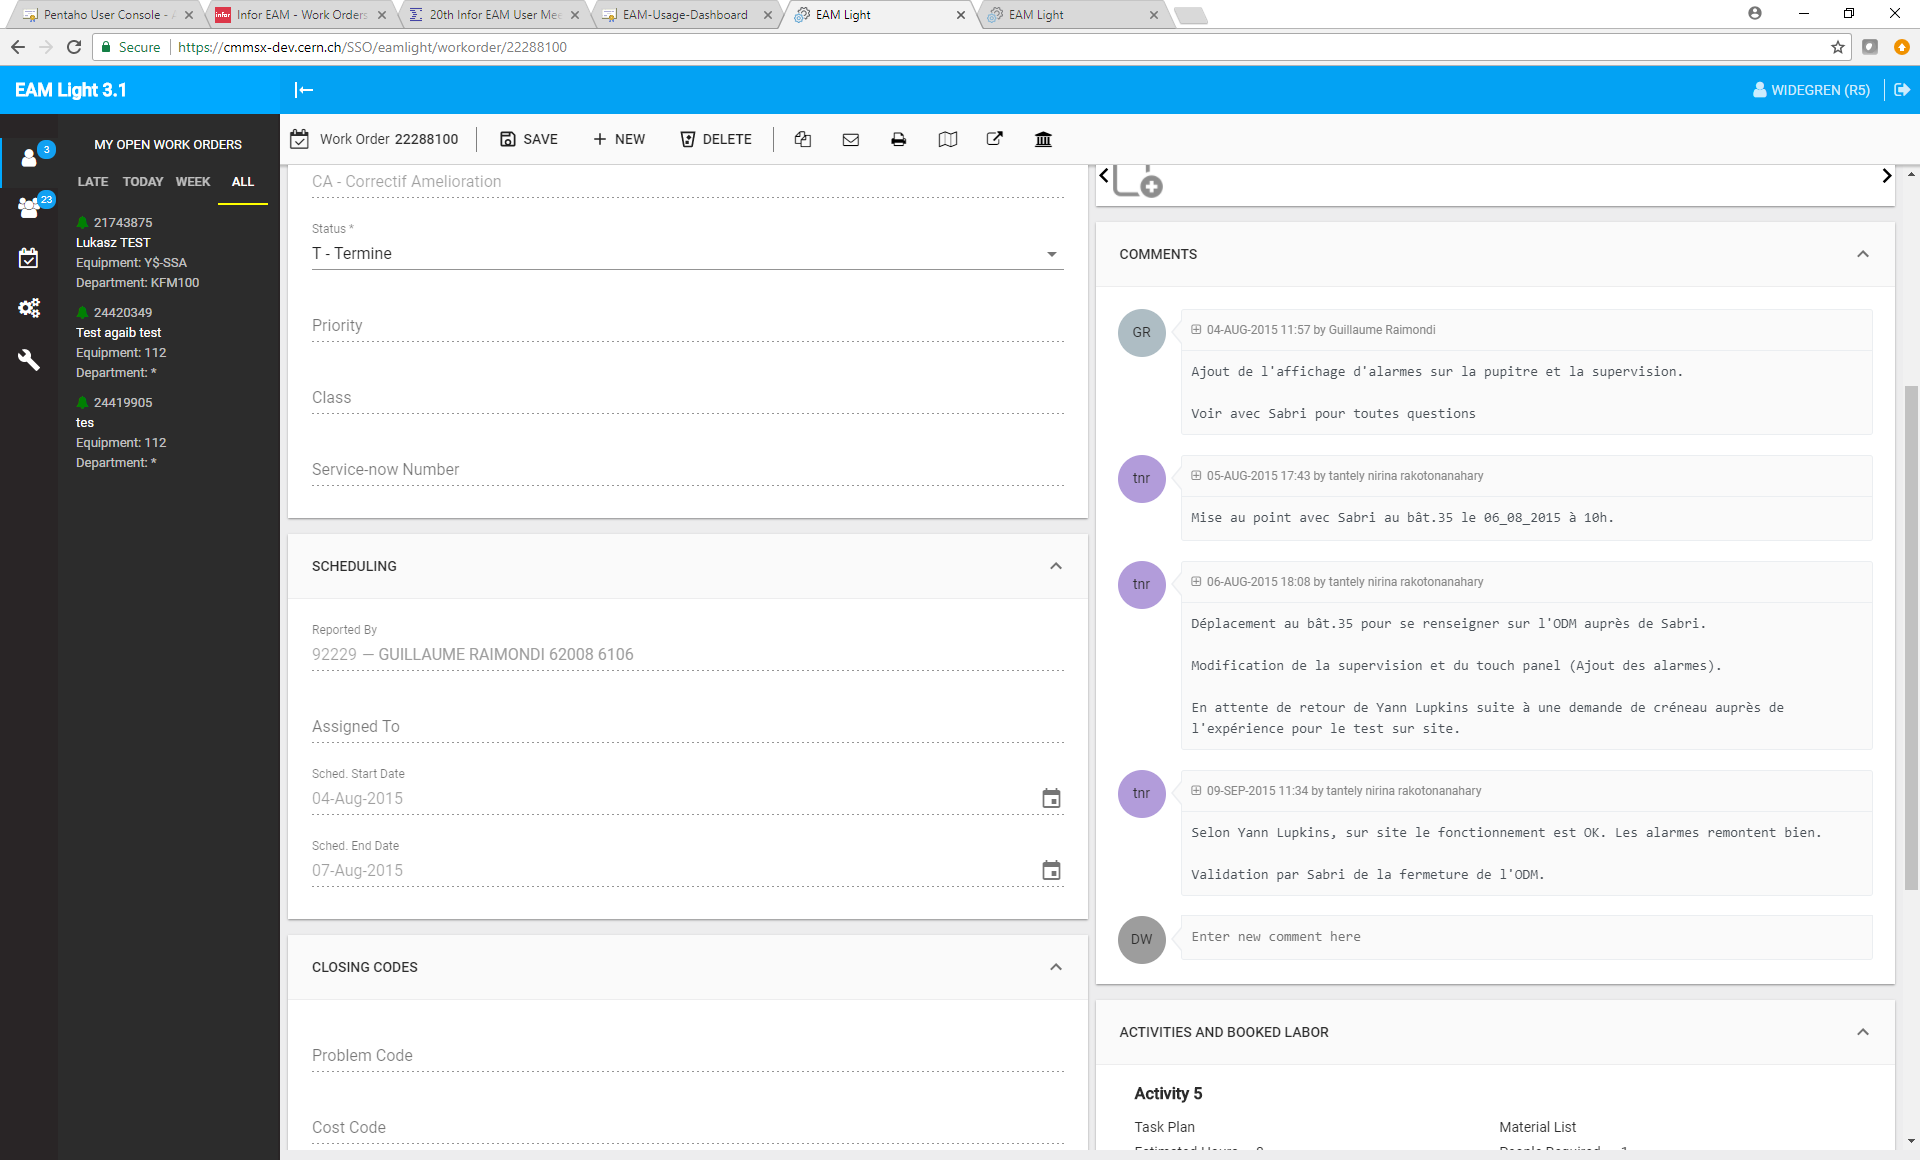 Pentaho User Console - 
Infor EAM - Work Orders
20th Infor EAM User Mee
EAM-Usage-Dashboard
EAM Light
EAM Light
Secure
https://cmmsx-dev.cern.ch/SSO/eamlight/workorder/22288100
EAM Light 3.1
WIDEGREN (R5)
3
23
MY OPEN WORK ORDERS
LATE TODAY WEEK ALL
21743875
Lukasz TEST
Equipment: Y$-SSA
Department: KFM100
24420349
Test agaib test
Equipment: 112
Department: *
24419905
tes
Equipment: 112
Department: *
Work Order 22288100
SAVE
NEW
DELETE
CA - Correctif Amelioration
Status *
T - Termine
Priority
Class
Service-now Number
SCHEDULING
Reported By
92229 — GUILLAUME RAIMONDI 62008 6106
Assigned To
Sched. Start Date
04-Aug-2015
Sched. End Date
07-Aug-2015
CLOSING CODES
Problem Code
Cost Code
COMMENTS
GR
04-AUG-2015 11:57 by Guillaume Raimondi
Ajout de l'affichage d'alarmes sur la pupitre et la supervision.
Voir avec Sabri pour toutes questions
tnr
05-AUG-2015 17:43 by tantely nirina rakotonanahary
Mise au point avec Sabri au bât.35 le 06_08_2015 à 10h.
tnr
06-AUG-2015 18:08 by tantely nirina rakotonanahary
Déplacement au bât.35 pour se renseigner sur l'ODM auprès de Sabri.
Modification de la supervision et du touch panel (Ajout des alarmes).
En attente de retour de Yann Lupkins suite à une demande de créneau auprès de
l'expérience pour le test sur site.
tnr
09-SEP-2015 11:34 by tantely nirina rakotonanahary
Selon Yann Lupkins, sur site le fonctionnement est OK. Les alarmes remontent bien.
Validation par Sabri de la fermeture de l'ODM.
DW
Enter new comment here
ACTIVITIES AND BOOKED LABOR
Activity 5
Task Plan
Material List